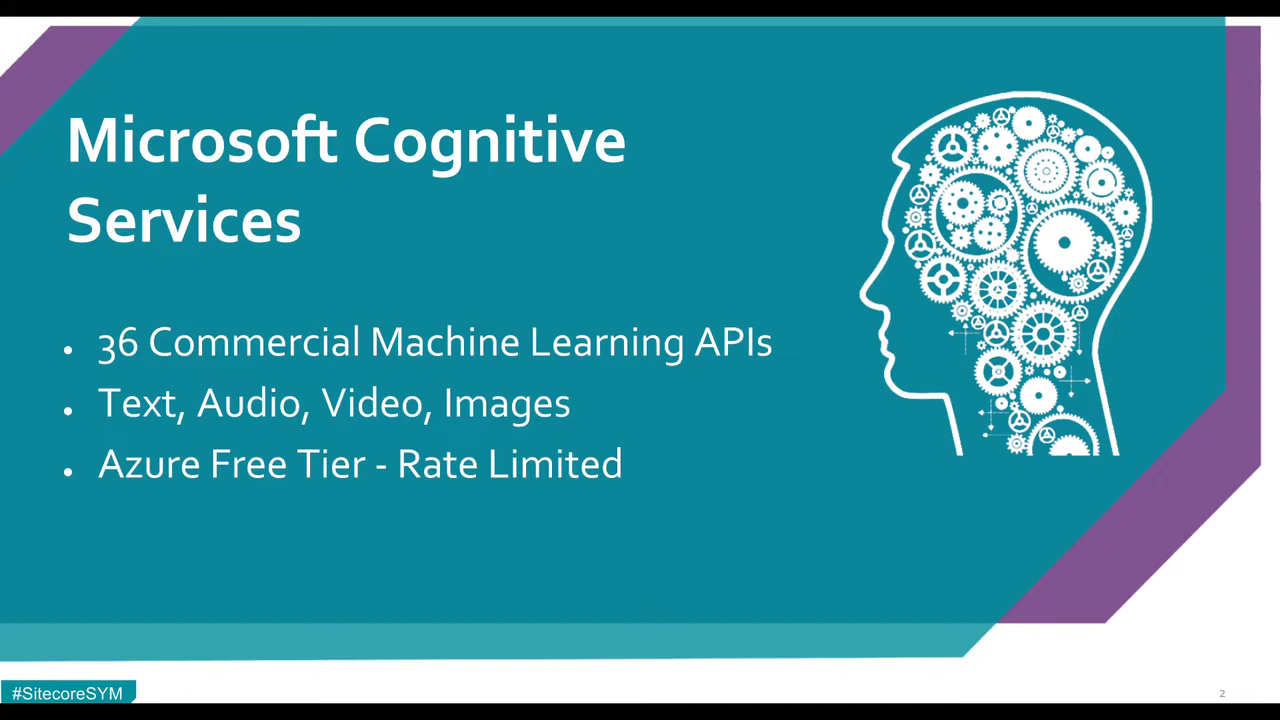 Microsoft Cognitive
Services
• 36 Commercial Machine Learning APIs
• Text, Audio, Video, Images
• Azure Free Tier - Rate Limited
#SitecoreSYM
2